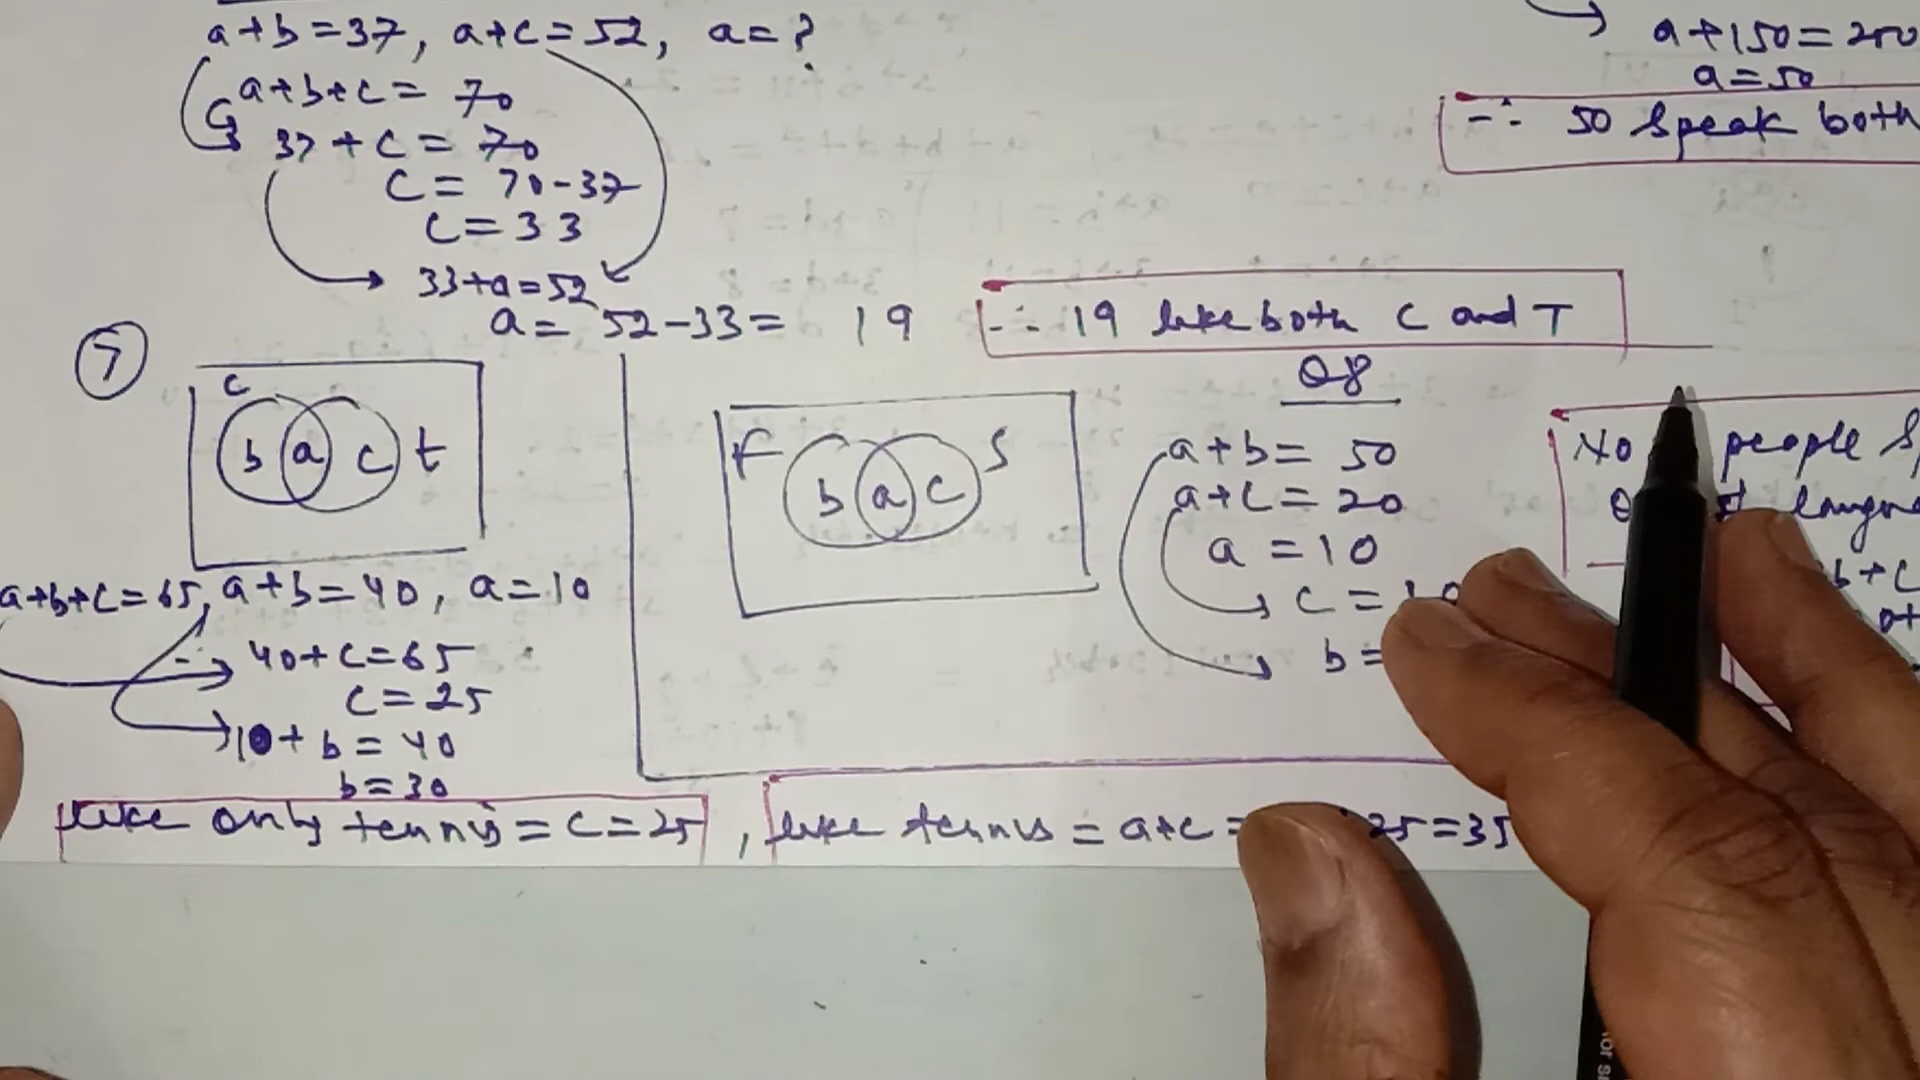 a+b=37, a+c=52, a=?
a+b+c= 70
37+c= 70
c= 70-37
c=33
33+a=52
a= 52-33= 19
∴ 19 like both C and T
a+150=200
a=50
∴ 50 speak both
7
c
b a c t
a+b+c=65, a+b=40, a=10
∴ 40+c=65
c=25
10+b=40
b=30
like only tennis=c=25, like tennis=a+c= 25=35
F S
b a c
Q8
a+b= 50
a+c= 20
a =10
c=
b=
No people
b+c